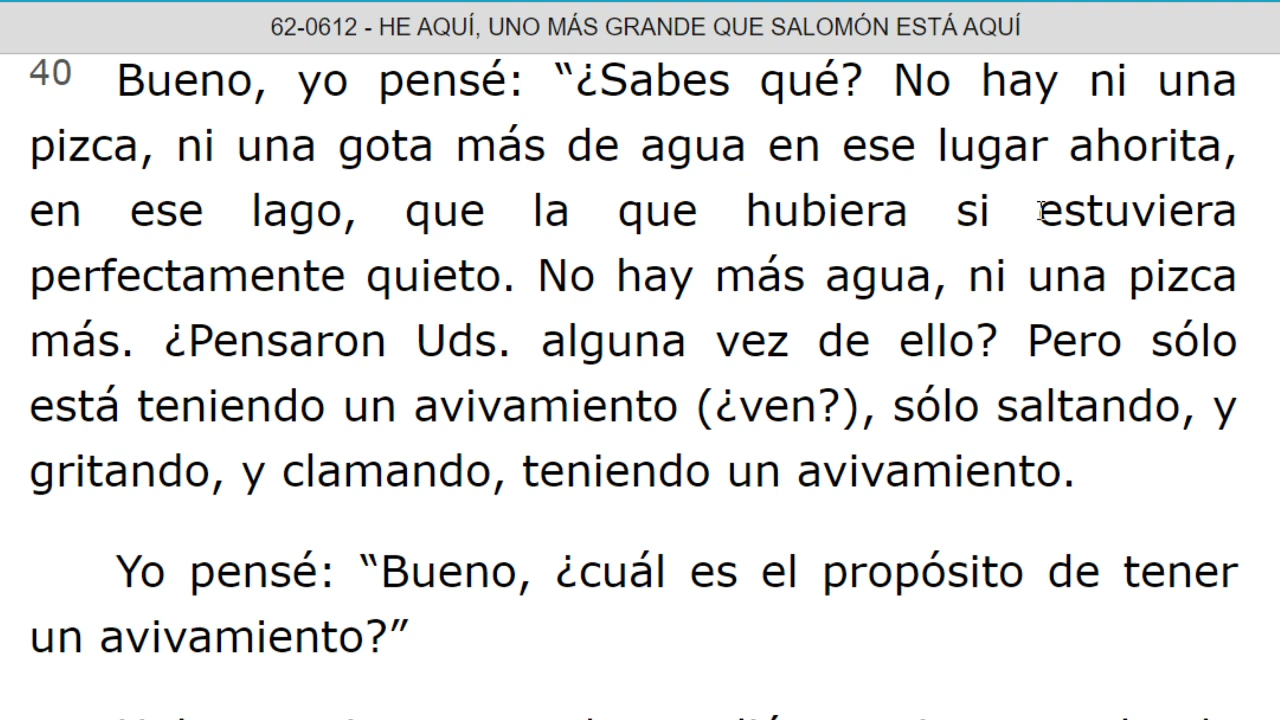 62-0612 - HE AQUÍ, UNO MÁS GRANDE QUE SALOMÓN ESTÁ AQUÍ
40 Bueno, yo pensé: “¿Sabes qué? No hay ni una
pizca, ni una gota más de agua en ese lugar ahorita,
en ese lago, que la que hubiera si estuviera
perfectamente quieto. No hay más agua, ni una pizca
más. ¿Pensaron Uds. alguna vez de ello? Pero sólo
está teniendo un avivamiento (¿ven?), sólo saltando, y
gritando, y clamando, teniendo un avivamiento.
Yo pensé: “Bueno, ¿cuál es el propósito de tener
un avivamiento?”